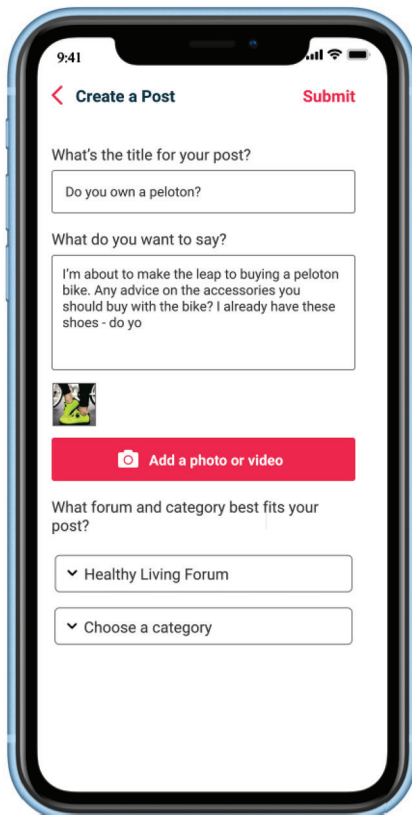 9:41
Create a Post
Submit
What's the title for your post?
Do you own a peloton?
What do you want to say?
I'm about to make the leap to buying a peloton
bike. Any advice on the accessories you
should buy with the bike? I already have these
shoes - do yo
Add a photo or video
What forum and category best fits your
post?
Healthy Living Forum
Choose a category